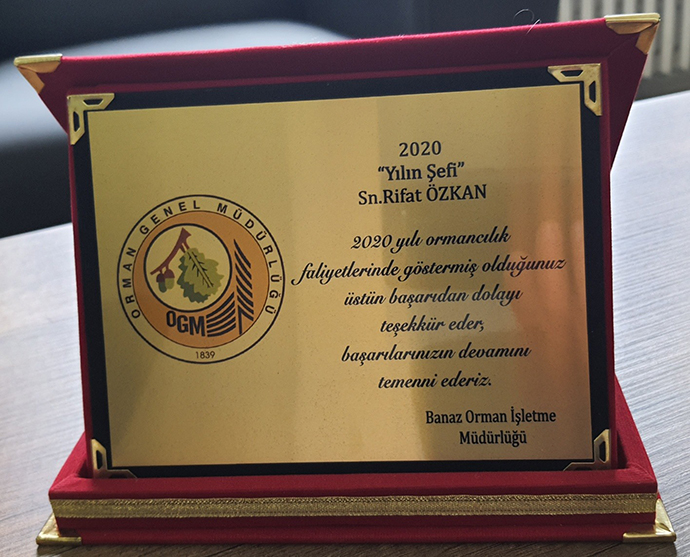 2020
“Yılın Şefi”
Sn.Rifat ÖZKAN
2020 yılı ormancılık
faliyetlerinde göstermiş olduğunuz
üstün başarıdan dolayı
teşekkür eder,
başarılarınızın devamını
temenni ederiz.
Banaz Orman İşletme
Müdürlüğü
ORMAN GENEL MÜDÜRLÜĞÜ
OGM
1839